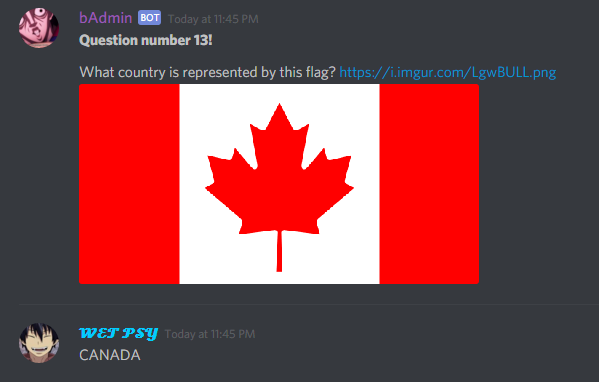 bAdmin BOT Today at 11:45 PM
Question number 13!
What country is represented by this flag? https://i.imgur.com/LgwBULL.png
𝓦𝓔𝓣 𝓟𝓢𝓨 Today at 11:45 PM
CANADA